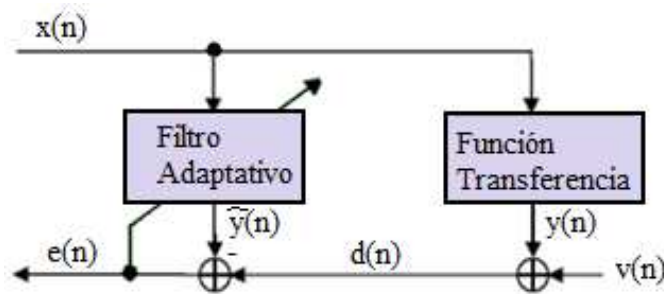 x(n)
Filtro
Adaptativo
Función
Transferencia
ỹ(n)
y(n)
e(n)
-
d(n)
v(n)